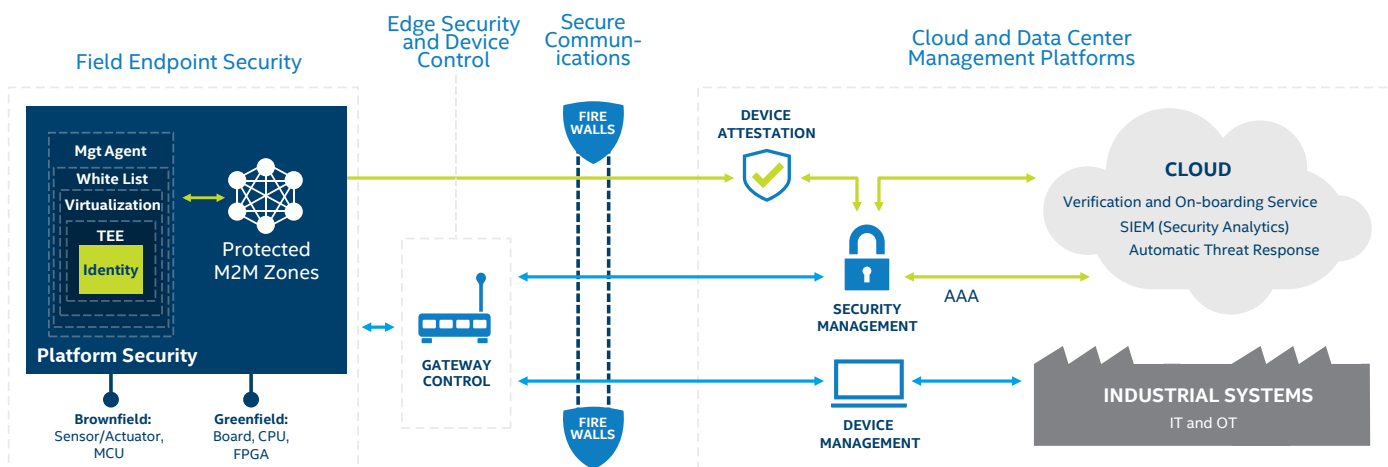 Field Endpoint Security
Edge Security
and Device
Control
Secure
Commun-
ications
Cloud and Data Center
Management Platforms
Mgt Agent
White List
Virtualization
TEE
Identity
Protected
M2M Zones
Platform Security
Brownfield:
Sensor/Actuator,
MCU
Greenfield:
Board, CPU,
FPGA
GATEWAY
CONTROL
FIRE
WALLS
FIRE
WALLS
DEVICE
ATTESTATION
SECURITY
MANAGEMENT
AAA
DEVICE
MANAGEMENT
CLOUD
Verification and On-boarding Service
SIEM (Security Analytics)
Automatic Threat Response
INDUSTRIAL SYSTEMS
IT and OT